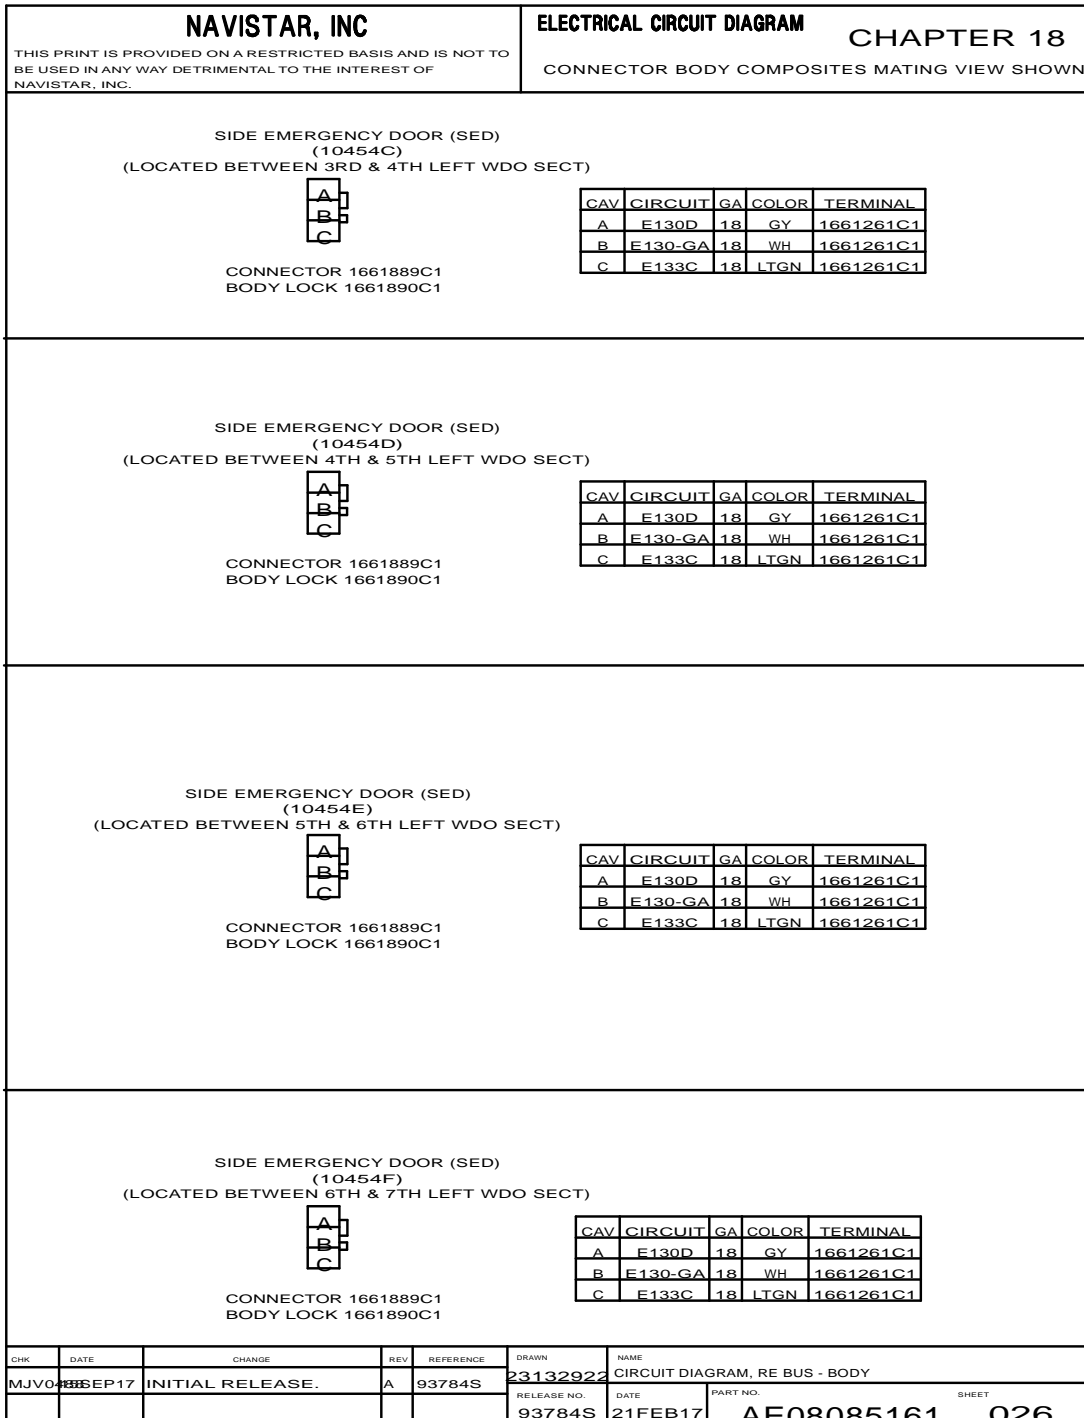 NAVISTAR, INC
THIS PRINT IS PROVIDED ON A RESTRICTED BASIS AND IS NOT TO
BE USED IN ANY WAY DETRIMENTAL TO THE INTEREST OF
NAVISTAR, INC.
ELECTRICAL CIRCUIT DIAGRAM
CHAPTER 18
CONNECTOR BODY COMPOSITES MATING VIEW SHOWN
SIDE EMERGENCY DOOR (SED)
(10454C)
(LOCATED BETWEEN 3RD & 4TH LEFT WDO SECT)
A
B
C
CONNECTOR 1661889C1
BODY LOCK 1661890C1
CAV CIRCUIT GA COLOR TERMINAL
A E130D 18 GY 1661261C1
B E130-GA 18 WH 1661261C1
C E133C 18 LTGN 1661261C1
SIDE EMERGENCY DOOR (SED)
(10454D)
(LOCATED BETWEEN 4TH & 5TH LEFT WDO SECT)
A
B
C
CONNECTOR 1661889C1
BODY LOCK 1661890C1
CAV CIRCUIT GA COLOR TERMINAL
A E130D 18 GY 1661261C1
B E130-GA 18 WH 1661261C1
C E133C 18 LTGN 1661261C1
SIDE EMERGENCY DOOR (SED)
(10454E)
(LOCATED BETWEEN 5TH & 6TH LEFT WDO SECT)
A
B
C
CONNECTOR 1661889C1
BODY LOCK 1661890C1
CAV CIRCUIT GA COLOR TERMINAL
A E130D 18 GY 1661261C1
B E130-GA 18 WH 1661261C1
C E133C 18 LTGN 1661261C1
SIDE EMERGENCY DOOR (SED)
(10454F)
(LOCATED BETWEEN 6TH & 7TH LEFT WDO SECT)
A
B
C
CONNECTOR 1661889C1
BODY LOCK 1661890C1
CAV CIRCUIT GA COLOR TERMINAL
A E130D 18 GY 1661261C1
B E130-GA 18 WH 1661261C1
C E133C 18 LTGN 1661261C1
CHK DATE CHANGE REV REFERENCE
INITIAL RELEASE. A 93784S
DRAWN
23132922
NAME
CIRCUIT DIAGRAM, RE BUS - BODY
RELEASE NO. DATE PART NO. SHEET
93784S 21FEB17 AE08085161 026